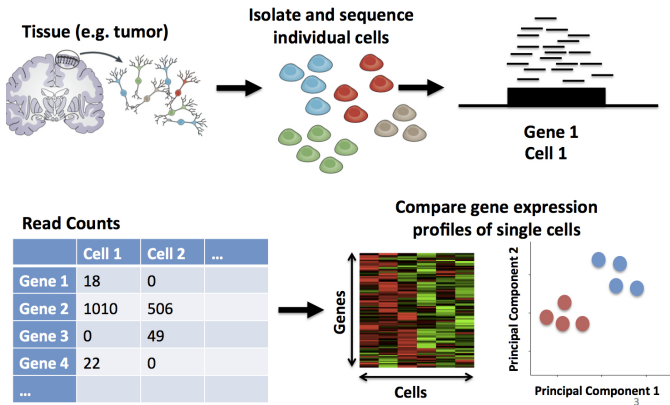 Tissue (e.g. tumor)
Isolate and sequence
individual cells
Gene 1
Cell 1
Read Counts
Cell 1 Cell 2 ...
Gene 1 18 0
Gene 2 1010 506
Gene 3 0 49
Gene 4 22 0
...
Compare gene expression
profiles of single cells
Genes
Cells
Principal Component 2
Principal Component 1
3